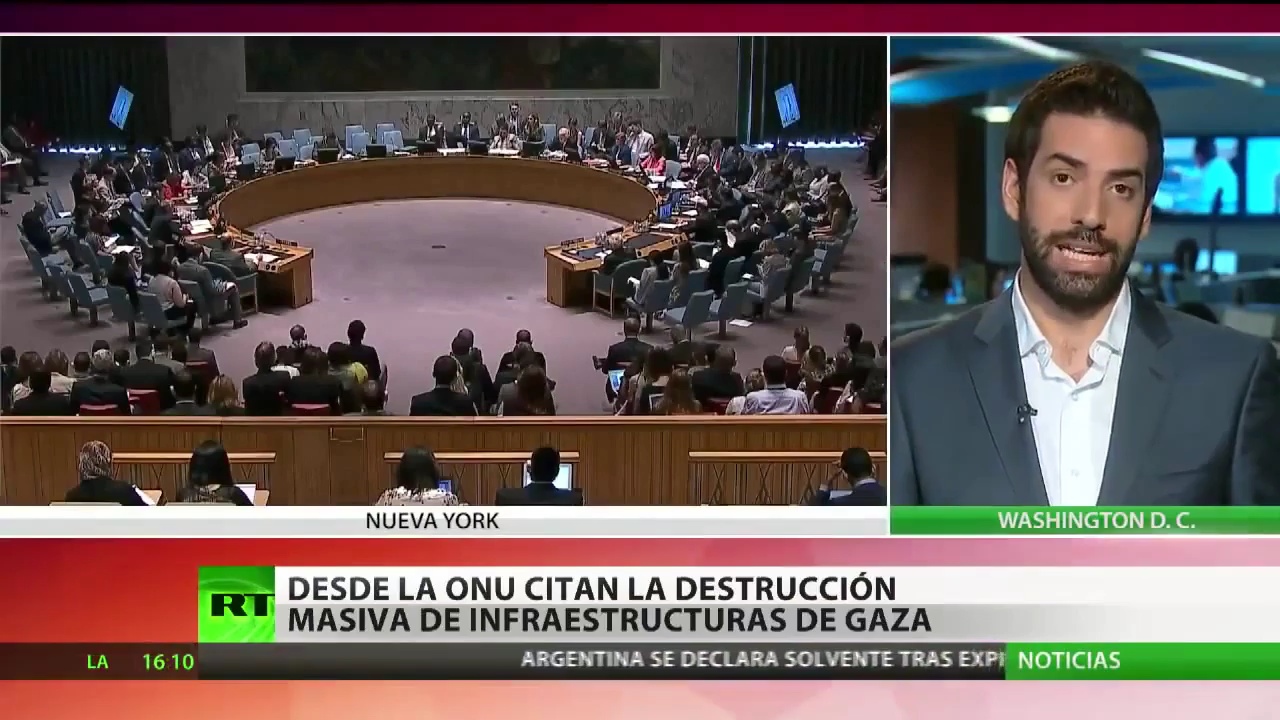 NUEVA YORK
WASHINGTON D. C.
RT
DESDE LA ONU CITAN LA DESTRUCCIÓN
MASIVA DE INFRAESTRUCTURAS DE GAZA
LA 16:10
ARGENTINA SE DECLARA SOLVENTE TRAS
NOTICIAS